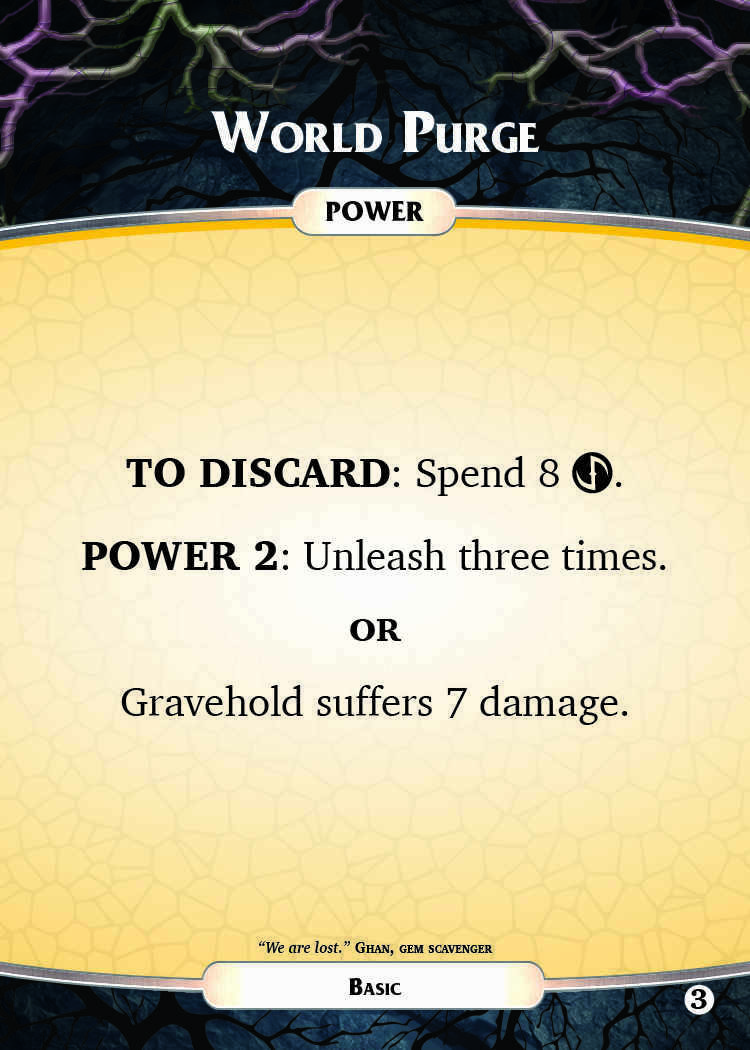 World Purge
POWER
TO DISCARD: Spend 8 .
POWER 2: Unleash three times.
OR
Gravehold suffers 7 damage.
“We are lost.” Ghan, gem scavenger
Basic
3